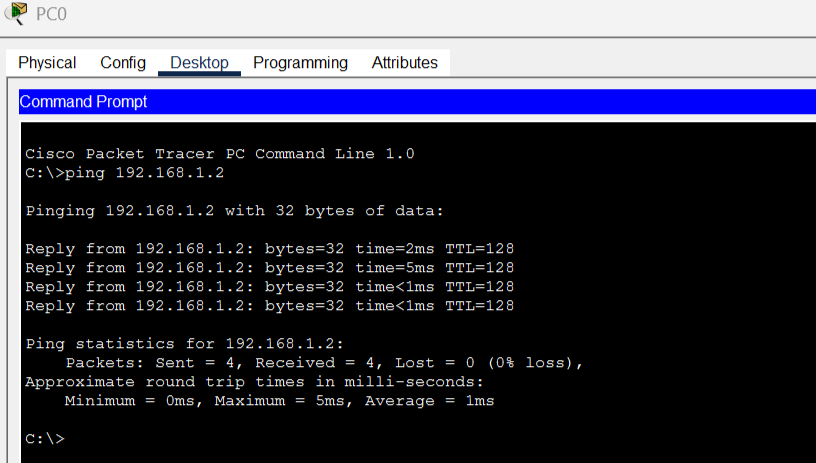 PC0
Physical Config Desktop Programming Attributes
Command Prompt
Cisco Packet Tracer PC Command Line 1.0
C:\>ping 192.168.1.2
Pinging 192.168.1.2 with 32 bytes of data:
Reply from 192.168.1.2: bytes=32 time=2ms TTL=128
Reply from 192.168.1.2: bytes=32 time=5ms TTL=128
Reply from 192.168.1.2: bytes=32 time<1ms TTL=128
Reply from 192.168.1.2: bytes=32 time<1ms TTL=128
Ping statistics for 192.168.1.2:
Packets: Sent = 4, Received = 4, Lost = 0 (0% loss),
Approximate round trip times in milli-seconds:
Minimum = 0ms, Maximum = 5ms, Average = 1ms
C:\>